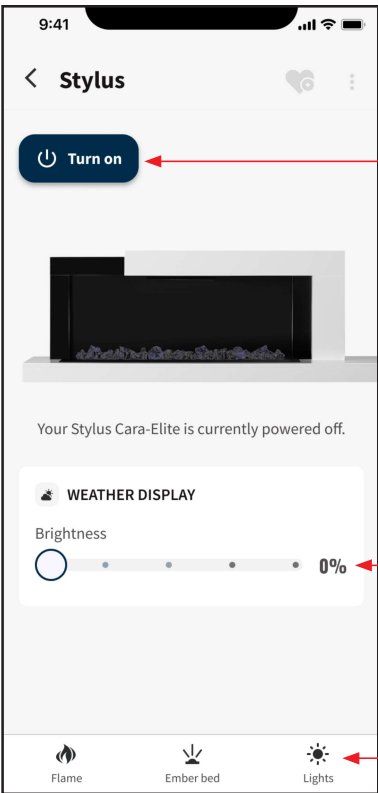 9:41
Stylus
Turn on
Your Stylus Cara-Elite is currently powered off.
WEATHER DISPLAY
Brightness
0%
Flame Ember bed Lights